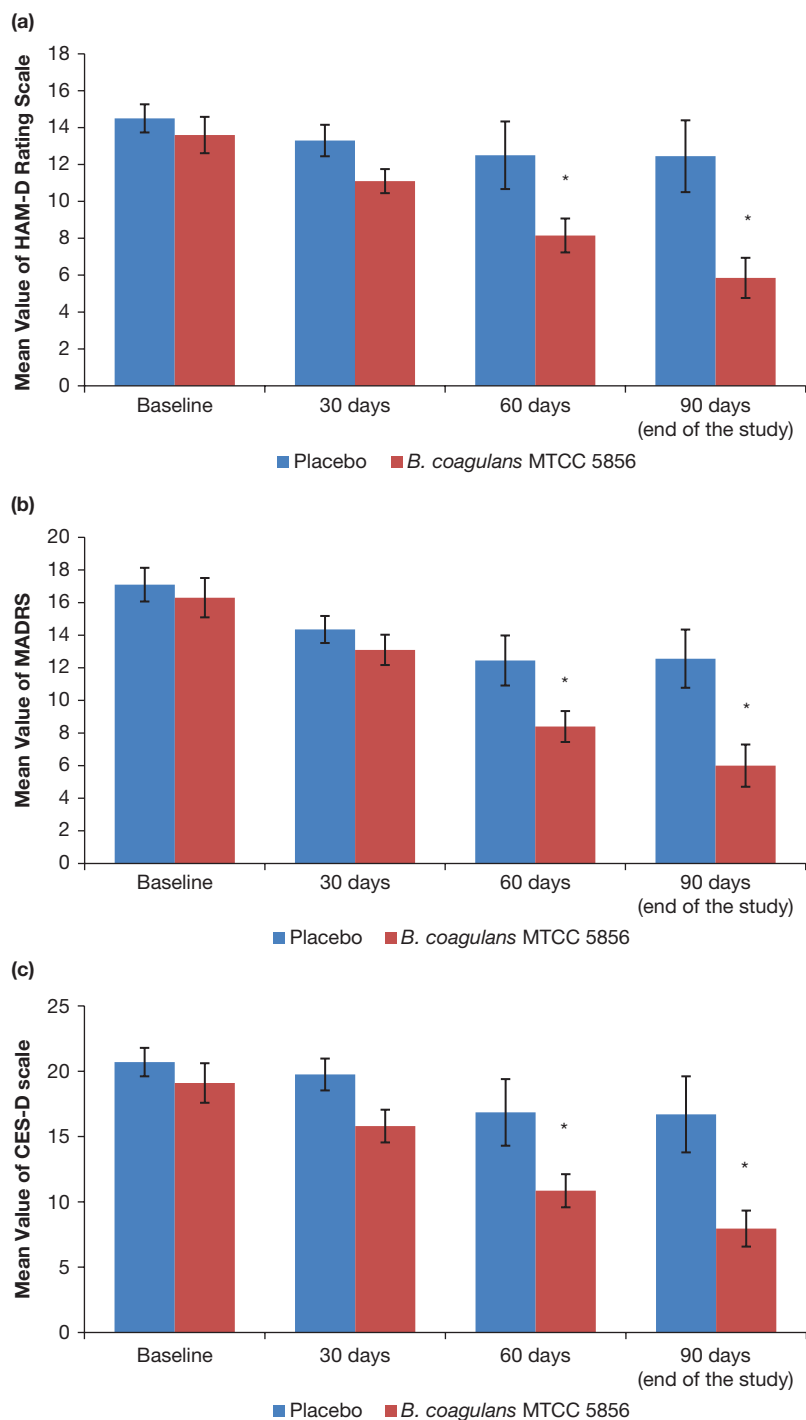 (a)
Mean Value of HAM-D Rating Scale
18
16
14
12
10
8
6
4
2
0
*
*
Baseline
30 days
60 days
90 days
(end of the study)
Placebo
B. coagulans MTCC 5856
(b)
Mean Value of MADRS
20
18
16
14
12
10
8
6
4
2
0
*
*
Baseline
30 days
60 days
90 days
(end of the study)
Placebo
B. coagulans MTCC 5856
(c)
Mean Value of CES-D scale
25
20
15
10
5
0
*
*
Baseline
30 days
60 days
90 days
(end of the study)
Placebo
B. coagulans MTCC 5856